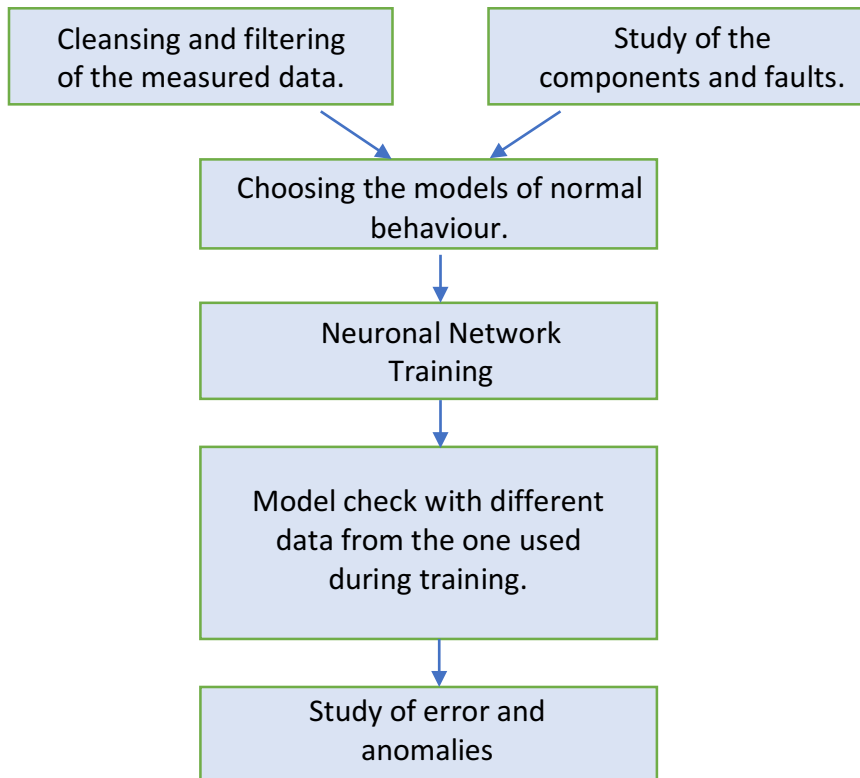 Cleansing and filtering
of the measured data.
Study of the
components and faults.
Choosing the models of normal
behaviour.
Neuronal Network
Training
Model check with different
data from the one used
during training.
Study of error and
anomalies